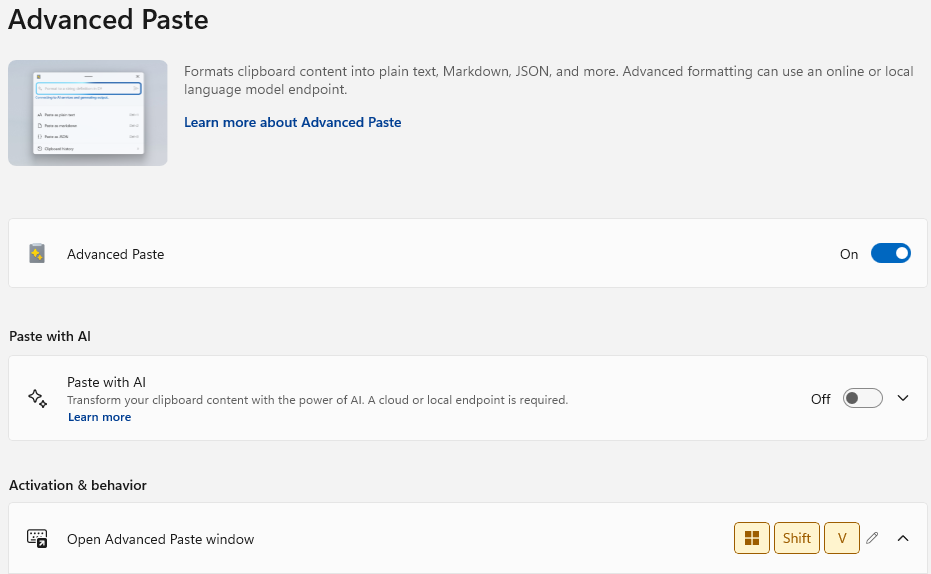 Advanced Paste
Formats clipboard content into plain text, Markdown, JSON, and more. Advanced formatting can use an online or local
language model endpoint.
Learn more about Advanced Paste
Paste as plain text
Paste as markdown
Paste as JSON
Clipboard history
Advanced Paste
On
Paste with AI
Paste with AI
Transform your clipboard content with the power of AI. A cloud or local endpoint is required.
Learn more
Off
Activation & behavior
Open Advanced Paste window
Shift
V